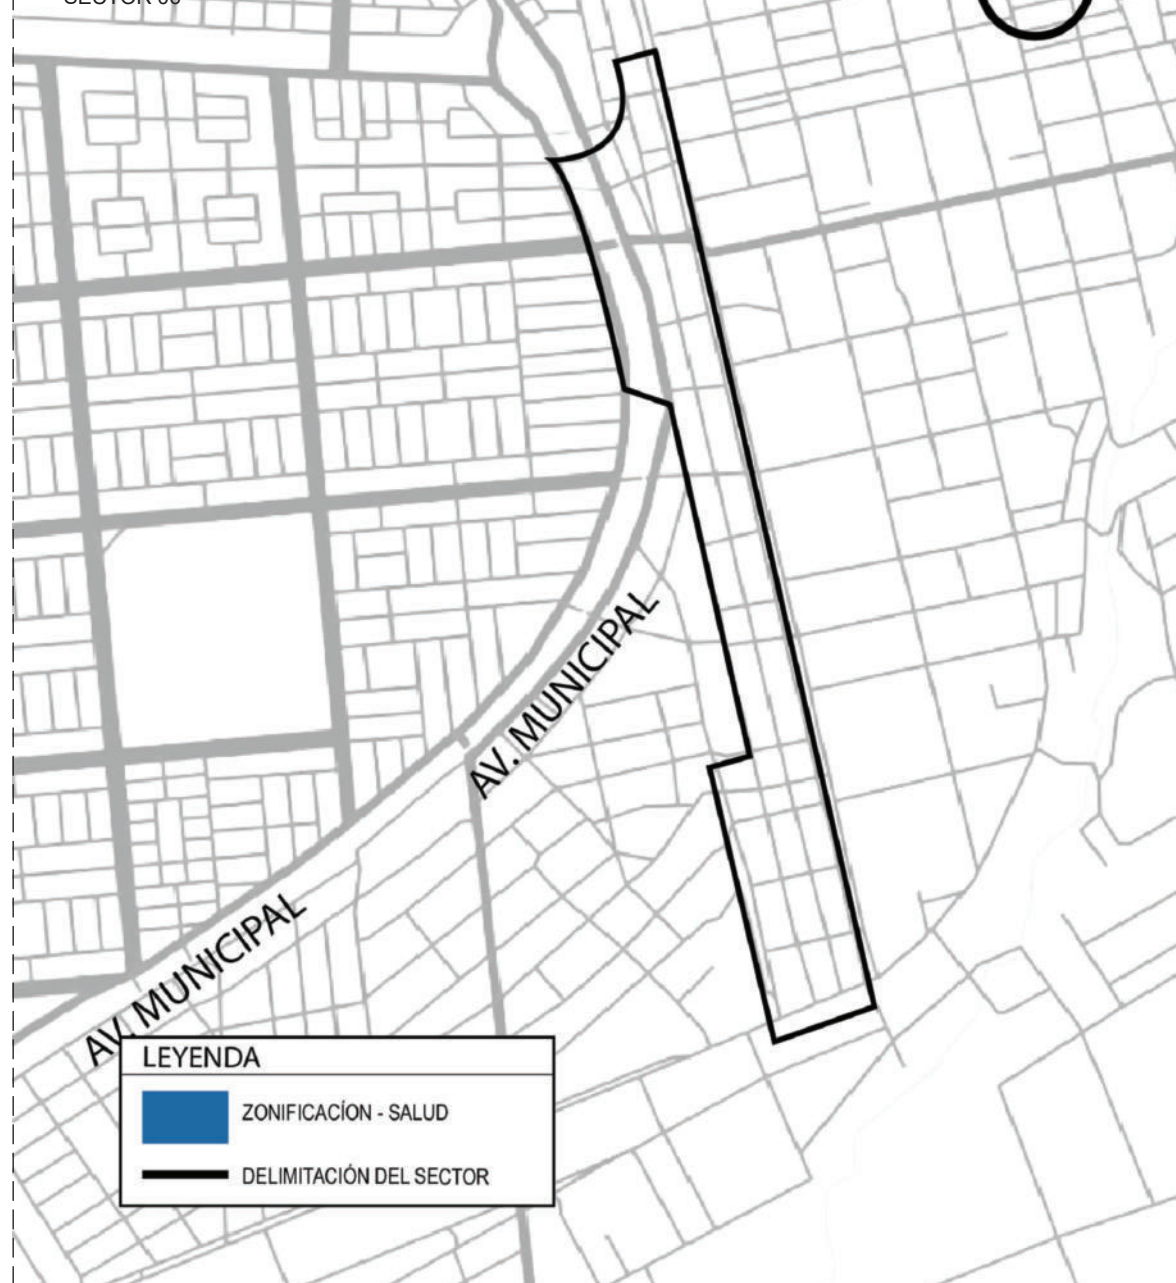 AV. MUNICIPAL
AV. MUNICIPAL
LEYENDA
ZONIFICACÍON - SALUD
DELIMITACIÓN DEL SECTOR